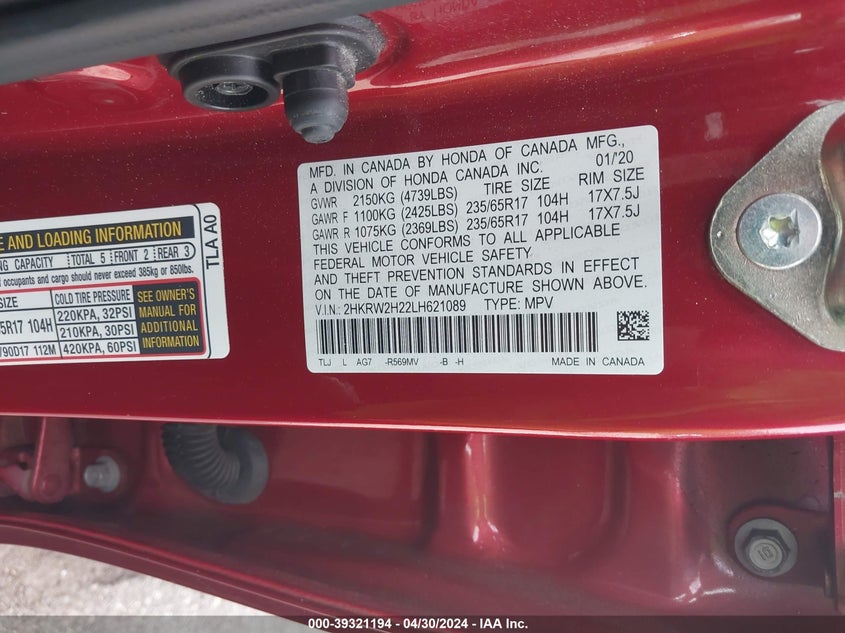 MFD. IN CANADA BY HONDA OF CANADA MFG.,
A DIVISION OF HONDA CANADA INC. 01/'20
GVWR 2150KG (4739LBS) TIRE SIZE RIM SIZE
GAWR F 1100KG (2425LBS) 235/65R17 104H 17X7.5J
GAWR R 1075KG (2369LBS) 235/65R17 104H 17X7.5J
THIS VEHICLE CONFORMS TO ALL APPLICABLE
FEDERAL MOTOR VEHICLE SAFETY
AND THEFT PREVENTION STANDARDS IN EFFECT
ON THE DATE OF MANUFACTURE SHOWN ABOVE.
V.I.N.: 2HKRW2H22LH621089 TYPE: MPV
TLJ L AG7 -R569MV -B -H MADE IN CANADA
E AND LOADING INFORMATION
NG CAPACITY TOTAL 5 FRONT 2 REAR 3
occupants and cargo should never exceed 385kg or 850lbs.
SIZE COLD TIRE PRESSURE
5R17 104H 220KPA, 32PSI
210KPA, 30PSI
/90D17 112M 420KPA, 60PSI
SEE OWNER'S
MANUAL FOR
ADDITIONAL
INFORMATION
TLA A0
000-39321194 - 04/30/2024 - IAA Inc.